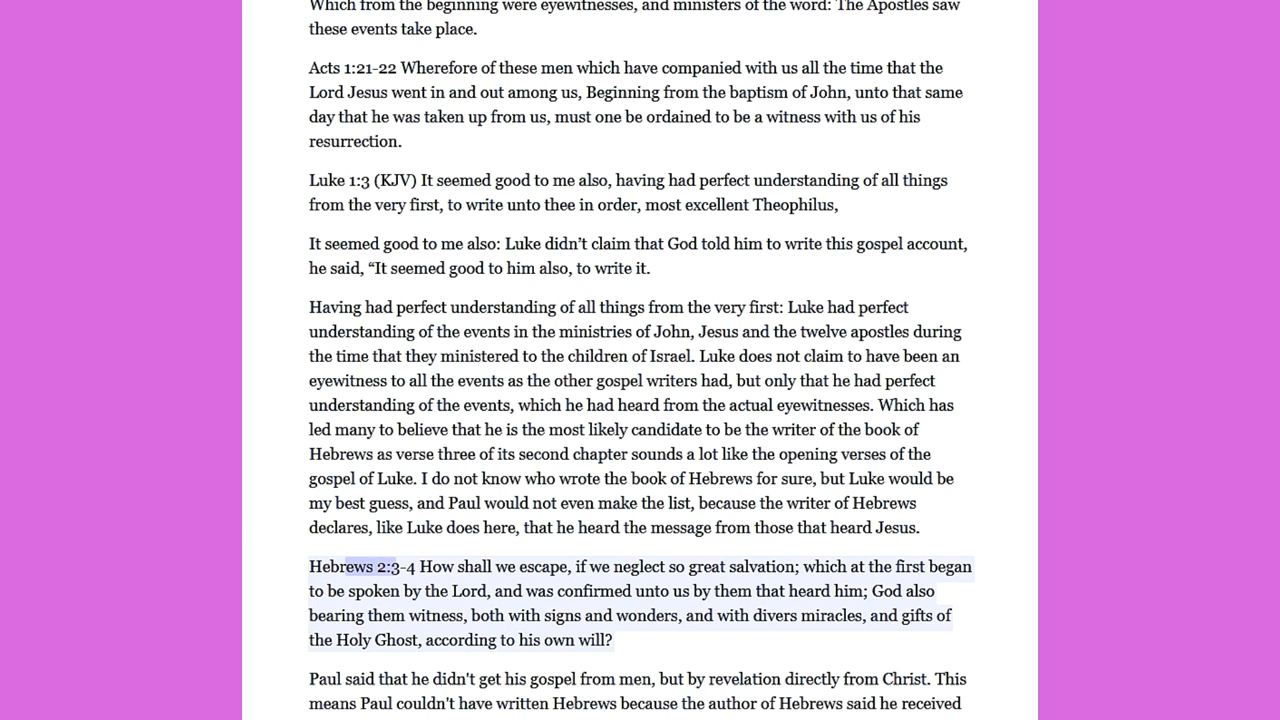 Which from the beginning were eyewitnesses, and ministers of the word: The Apostles saw
these events take place.
Acts 1:21-22 Wherefore of these men which have companied with us all the time that the
Lord Jesus went in and out among us, Beginning from the baptism of John, unto that same
day that he was taken up from us, must one be ordained to be a witness with us of his
resurrection.
Luke 1:3 (KJV) It seemed good to me also, having had perfect understanding of all things
from the very first, to write unto thee in order, most excellent Theophilus,
It seemed good to me also: Luke didn’t claim that God told him to write this gospel account,
he said, “It seemed good to him also, to write it.
Having had perfect understanding of all things from the very first: Luke had perfect
understanding of the events in the ministries of John, Jesus and the twelve apostles during
the time that they ministered to the children of Israel. Luke does not claim to have been an
eyewitness to all the events as the other gospel writers had, but only that he had perfect
understanding of the events, which he had heard from the actual eyewitnesses. Which has
led many to believe that he is the most likely candidate to be the writer of the book of
Hebrews as verse three of its second chapter sounds a lot like the opening verses of the
gospel of Luke. I do not know who wrote the book of Hebrews for sure, but Luke would be
my best guess, and Paul would not even make the list, because the writer of Hebrews
declares, like Luke does here, that he heard the message from those that heard Jesus.
Hebrews 2:3-4 How shall we escape, if we neglect so great salvation; which at the first began
to be spoken by the Lord, and was confirmed unto us by them that heard him; God also
bearing them witness, both with signs and wonders, and with divers miracles, and gifts of
the Holy Ghost, according to his own will?
Paul said that he didn't get his gospel from men, but by revelation directly from Christ. This
means Paul couldn't have written Hebrews because the author of Hebrews said he received